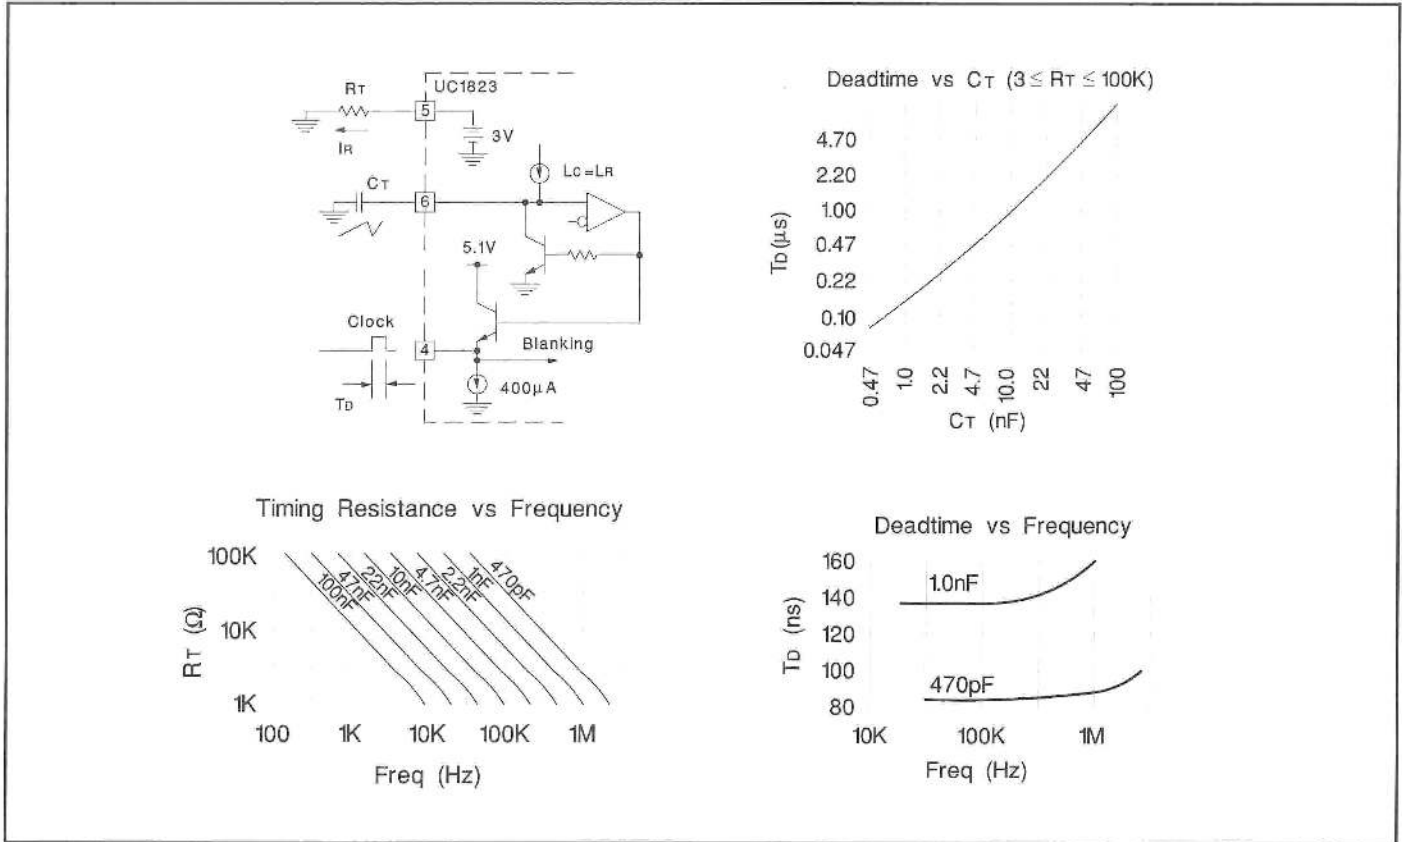 UC1823
RT
5
IR
3V
CT
6
LC=LR
5.1V
Clock
4
Blanking
400µA
TD
Deadtime vs CT (3 ≤ RT ≤ 100K)
TD(µs)
4.70
2.20
1.00
0.47
0.22
0.10
0.047
0.47
1.0
2.2
4.7
10.0
22
47
100
CT (nF)
Timing Resistance vs Frequency
RT (Ω)
100K
10K
1K
100nF
47nF
22nF
10nF
4.7nF
2.2nF
1nF
470pF
100 1K 10K 100K 1M
Freq (Hz)
Deadtime vs Frequency
TD (ns)
160
140
120
100
80
1.0nF
470pF
10K 100K 1M
Freq (Hz)